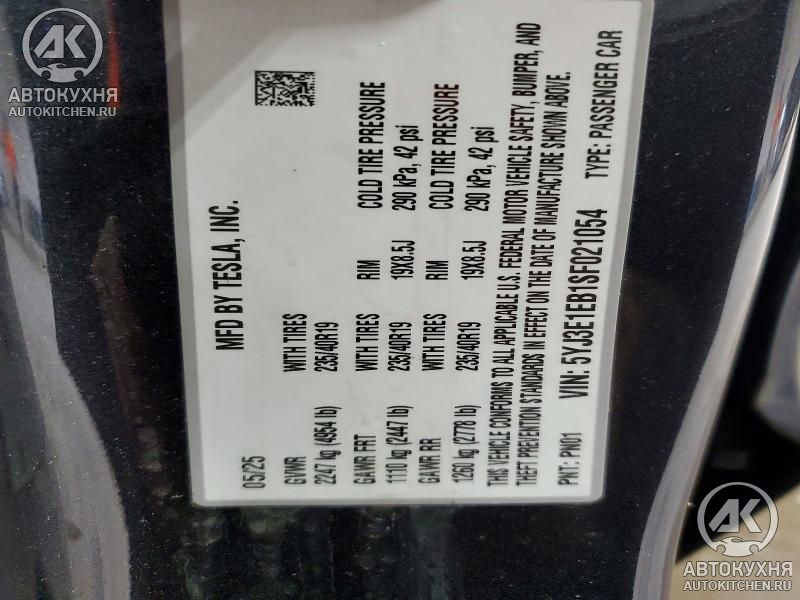 AK
АВТОКУХНЯ
AUTOKITCHEN.RU
MFD BY TESLA, INC.
05/25
GVWR WITH TIRES
2247 kg (4954 lb) 235/40R19
GAWR FRT WITH TIRES RIM COLD TIRE PRESSURE
1110 kg (2447 lb) 235/40R19 19X8.5J 290 kPa, 42 psi
GAWR RR WITH TIRES RIM COLD TIRE PRESSURE
1260 kg (2778 lb) 235/40R19 19X8.5J 290 kPa, 42 psi
THIS VEHICLE CONFORMS TO ALL APPLICABLE U.S. FEDERAL MOTOR VEHICLE SAFETY, BUMPER, AND
THEFT PREVENTION STANDARDS IN EFFECT ON THE DATE OF MANUFACTURE SHOWN ABOVE.
PNT: PN01 VIN: 5YJ3E1EB1SF021054 TYPE: PASSENGER CAR
AK
АВТОКУХНЯ
AUTOKITCHEN.RU